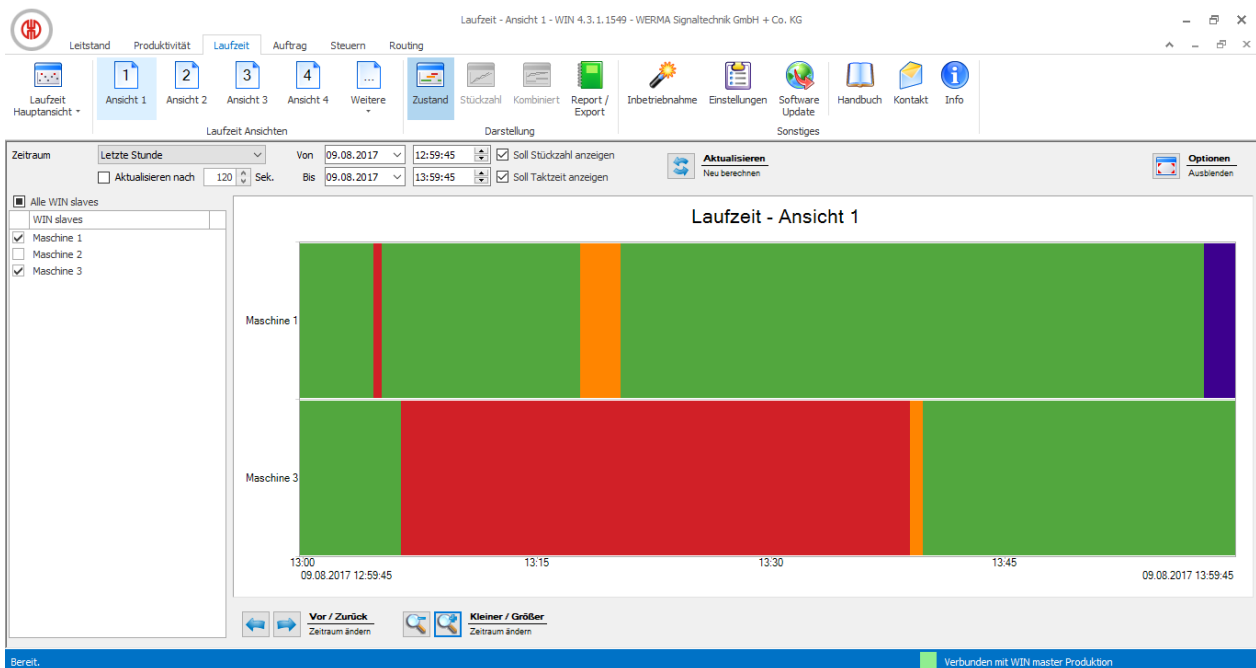 Laufzeit - Ansicht 1 - WIN 4.3.1.1549 - WERMA Signaltechnik GmbH + Co. KG
Leitstand Produktivität Laufzeit Auftrag Steuern Routing
1 2 3 4 ...
Laufzeit Hauptansicht
Ansicht 1 Ansicht 2 Ansicht 3 Ansicht 4 Weitere
Zustand Stückzahl Kombiniert Report / Export
Inbetriebnahme Einstellungen Software Update Handbuch Kontakt Info
Laufzeit Ansichten Darstellung Sonstiges
Zeitraum Letzte Stunde Von 09.08.2017 12:59:45 Soll Stückzahl anzeigen
Aktualisieren nach 120 Sek. Bis 09.08.2017 13:59:45 Soll Taktzeit anzeigen
Aktualisieren
Neu berechnen
Optionen
Ausblenden
Alle WIN slaves
WIN slaves
Maschine 1
Maschine 2
Maschine 3
Laufzeit - Ansicht 1
Maschine 1
Maschine 3
13:00 13:15 13:30 13:45
09.08.2017 12:59:45 09.08.2017 13:59:45
Vor / Zurück
Zeitraum ändern
Kleiner / Größer
Zeitraum ändern
Bereit. Verbunden mit WIN master Produktion